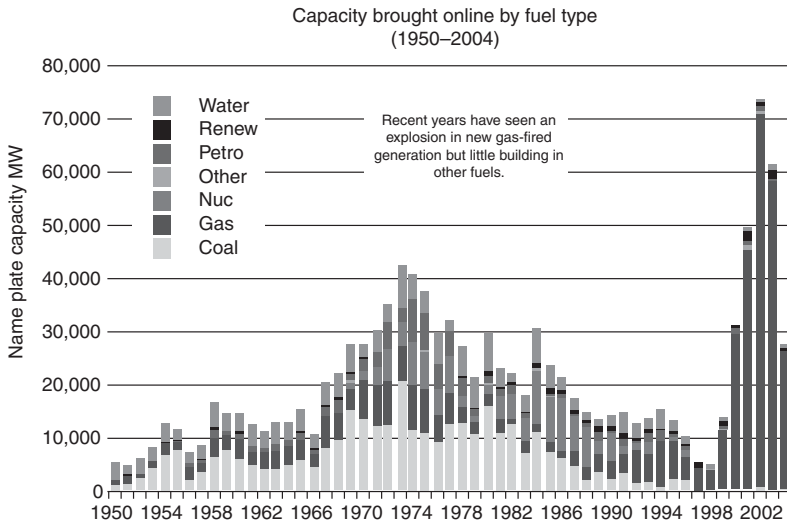 Capacity brought online by fuel type
(1950–2004)
80,000
70,000
60,000
50,000
40,000
30,000
20,000
10,000
0
Name plate capacity MW
Water
Renew
Petro
Other
Nuc
Gas
Coal
Recent years have seen an
explosion in new gas-fired
generation but little building in
other fuels.
1950 1954 1958 1962 1966 1970 1974 1978 1982 1986 1990 1994 1998 2002